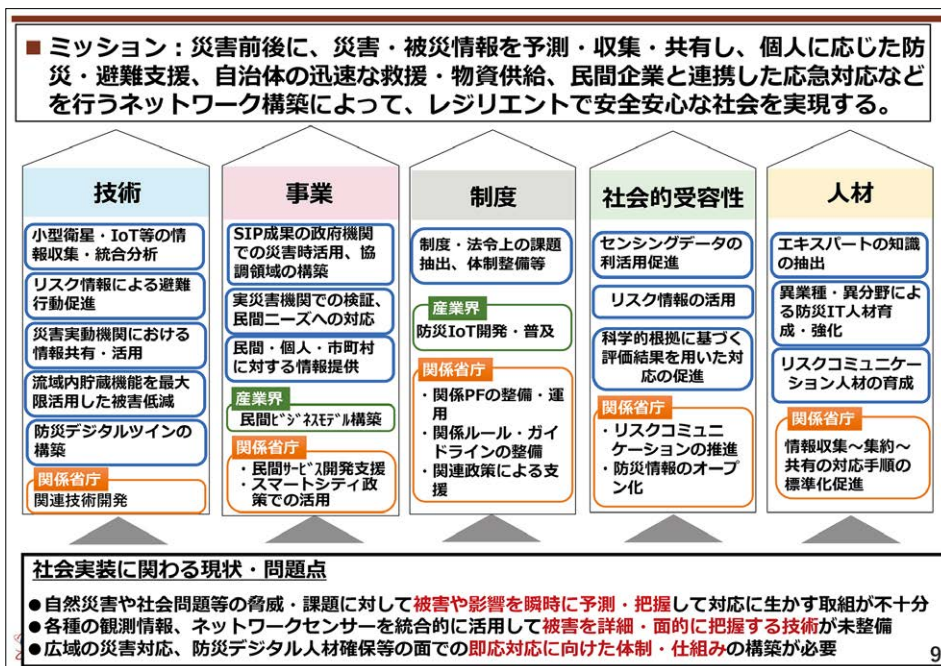 ■ ミッション：災害前後に、災害・被災情報を予測・収集・共有し、個人に応じた防
災・避難支援、自治体の迅速な救援・物資供給、民間企業と連携した応急対応など
を行うネットワーク構築によって、レジリエントで安全安心な社会を実現する。
技術
小型衛星・IoT等の情
報収集・統合分析
リスク情報による避難
行動促進
災害実動機関における
情報共有・活用
流域内貯蔵機能を最大
限活用した被害低減
防災デジタルツインの
構築
関係省庁
関連技術開発
事業
SIP成果の政府機関
での災害時活用、協
調領域の構築
実災害機関での検証、
民間ニーズへの対応
民間・個人・市町村
に対する情報提供
産業界
民間ﾋﾞｼﾞﾈｽﾓﾃﾞﾙ構築
関係省庁
・民間ｻｰﾋﾞｽ開発支援
・スマートシティ政
策での活用
制度
制度・法令上の課題
抽出、体制整備等
産業界
防災IoT開発・普及
関係省庁
・関係PFの整備・運
用
・関係ルール・ガイ
ドラインの整備
・関連政策による支
援
社会的受容性
センシングデータの
利活用促進
リスク情報の活用
科学的根拠に基づく
評価結果を用いた対
応の促進
関係省庁
・リスクコミュニ
ケーションの推進
・防災情報のオープ
ン化
人材
エキスパートの知識
の抽出
異業種・異分野によ
る防災IT人材育
成・強化
リスクコミュニケー
ション人材の育成
関係省庁
情報収集～集約～
共有の対応手順の
標準化促進
社会実装に関わる現状・問題点
●自然災害や社会問題等の脅威・課題に対して被害や影響を瞬時に予測・把握して対応に生かす取組が不十分
●各種の観測情報、ネットワークセンサーを統合的に活用して被害を詳細・面的に把握する技術が未整備
●広域の災害対応、防災デジタル人材確保等の面での即応対応に向けた体制・仕組みの構築が必要
9